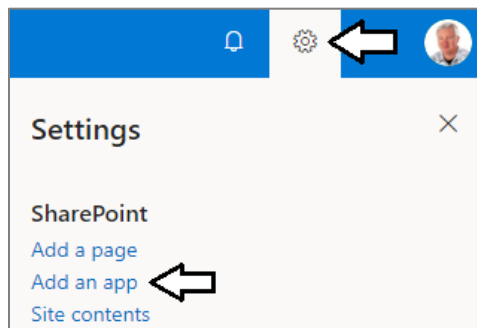 Settings
SharePoint
Add a page
Add an app
Site contents